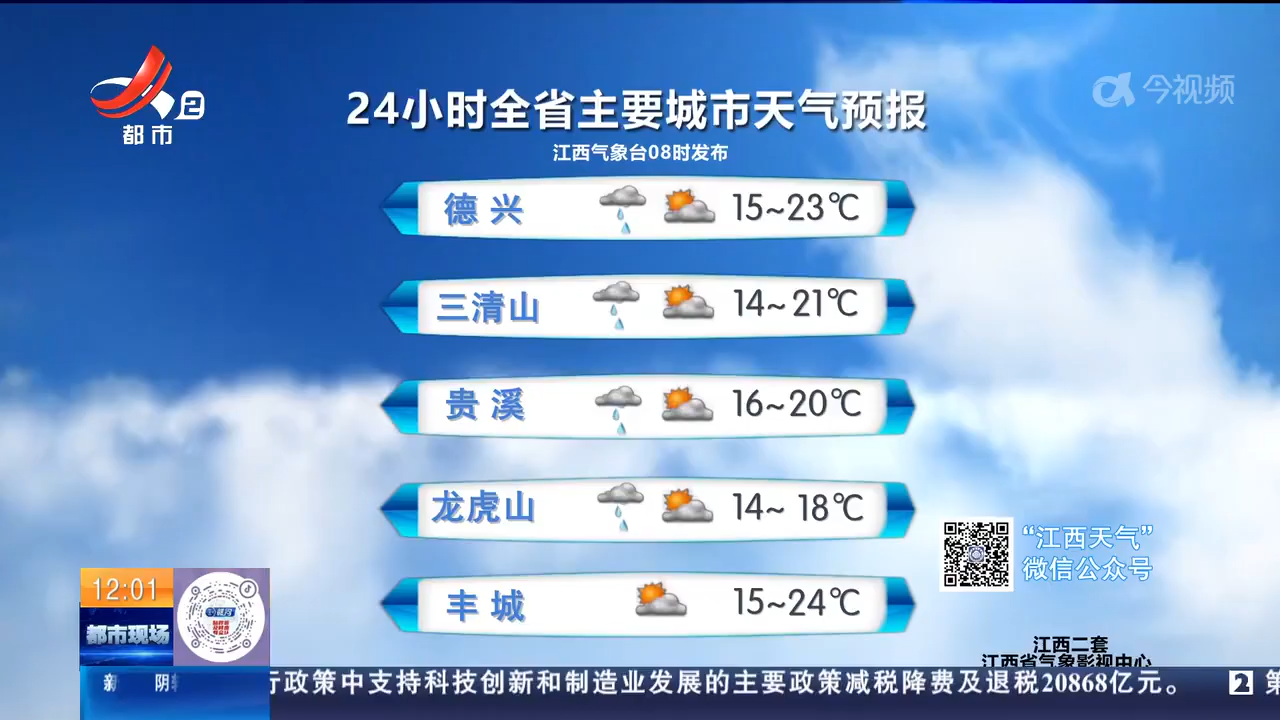 2
都市
今视频
24小时全省主要城市天气预报
江西气象台08时发布
德兴 15~23℃
三清山 14~21℃
贵溪 16~20℃
龙虎山 14~18℃
丰城 15~24℃
“江西天气”
微信公众号
12:01
都市现场
江西二套
江西省气象影视中心
新 阴
行政策中支持科技创新和制造业发展的主要政策减税降费及退税20868亿元。 2 第